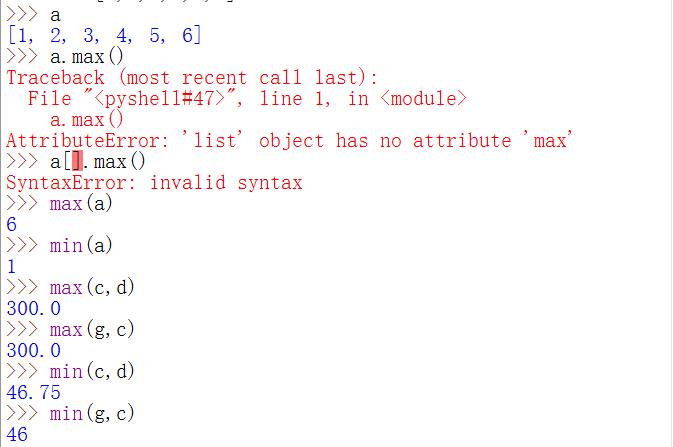 >>> a
[1, 2, 3, 4, 5, 6]
>>> a.max()
Traceback (most recent call last):
  File "<pyshell#47>", line 1, in <module>
    a.max()
AttributeError: 'list' object has no attribute 'max'
>>> a[].max()
SyntaxError: invalid syntax
>>> max(a)
6
>>> min(a)
1
>>> max(c,d)
300.0
>>> max(g,c)
300.0
>>> min(c,d)
46.75
>>> min(g,c)
46